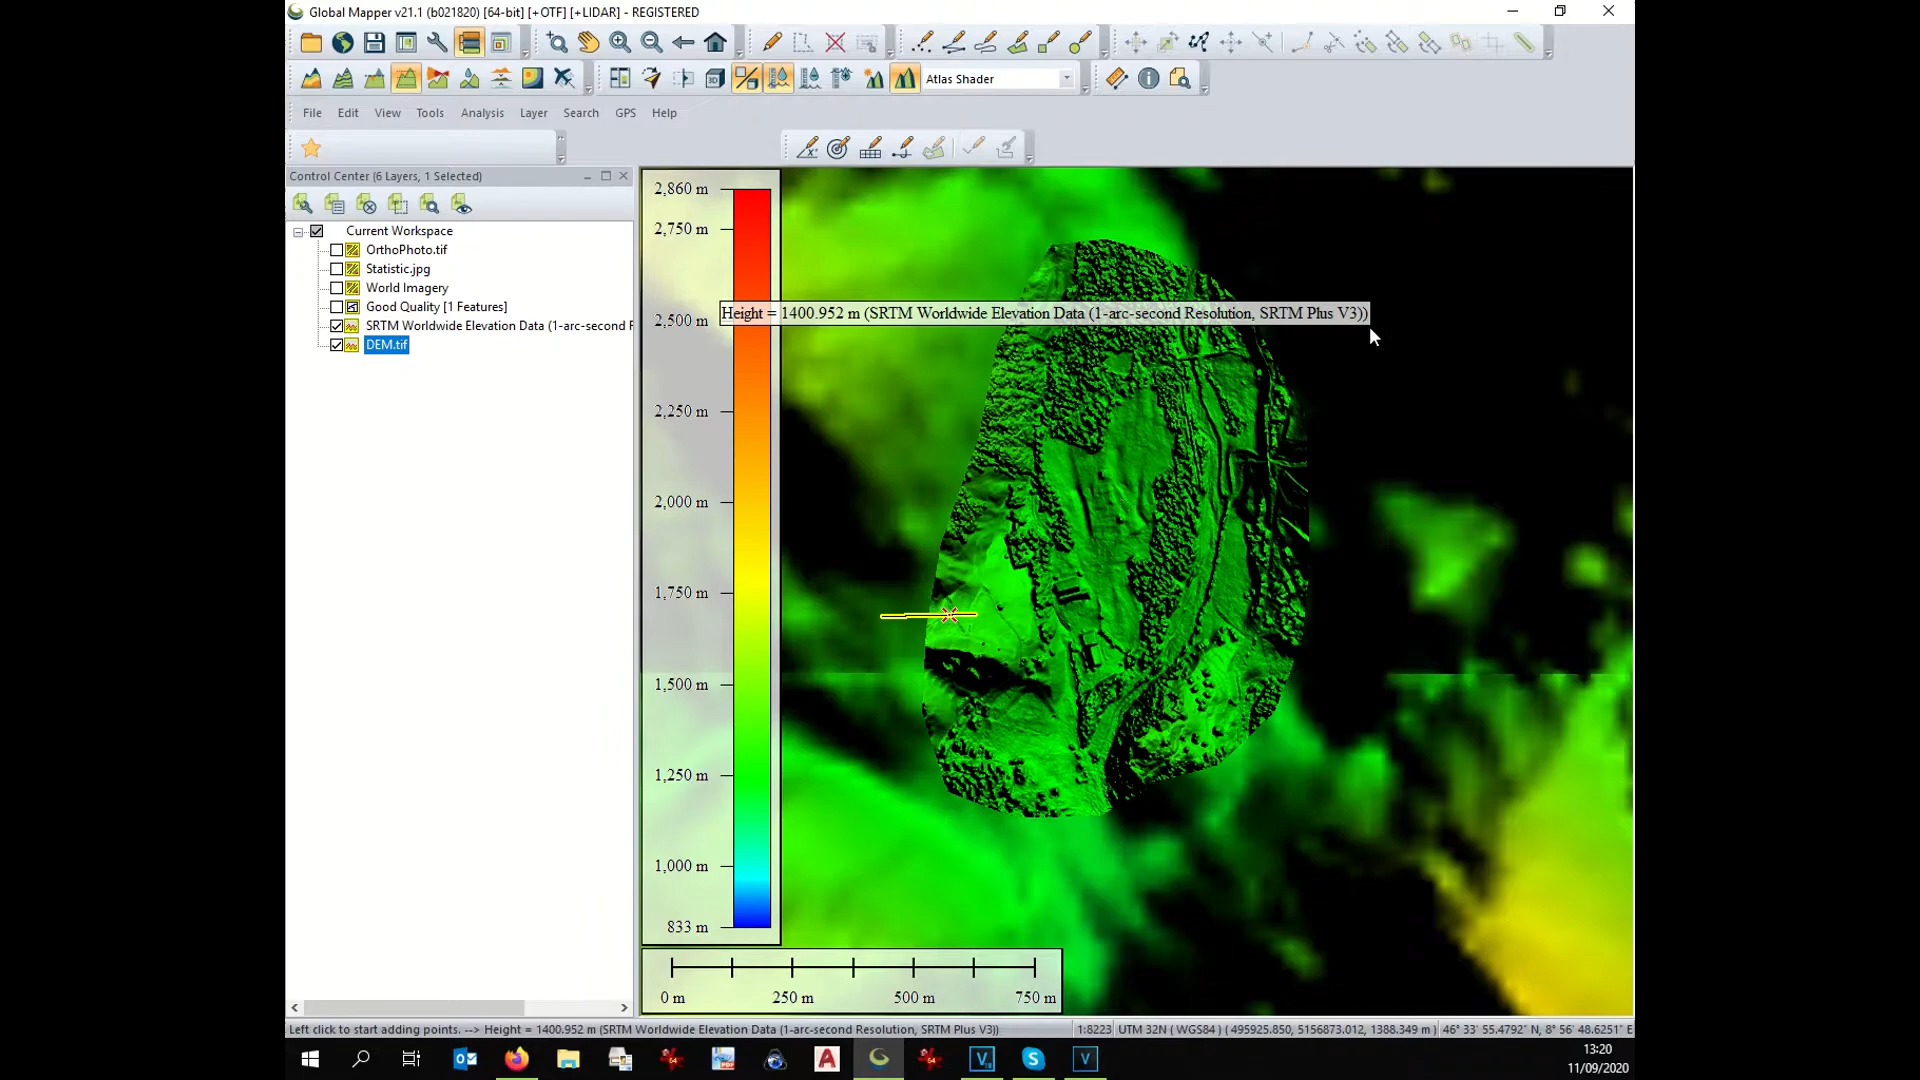 Global Mapper v21.1 (b021820) [64-bit] [+OTF] [+LIDAR] - REGISTERED
Atlas Shader
File Edit View Tools Analysis Layer Search GPS Help
Control Center (6 Layers, 1 Selected)
Current Workspace
OrthoPhoto.tif
Statistic.jpg
World Imagery
Good Quality [1 Features]
SRTM Worldwide Elevation Data (1-arc-second F
DEM.tif
2,860 m
2,750 m
2,500 m
2,250 m
2,000 m
1,750 m
1,500 m
1,250 m
1,000 m
833 m
Height = 1400.952 m (SRTM Worldwide Elevation Data (1-arc-second Resolution, SRTM Plus V3))
0 m 250 m 500 m 750 m
Left click to start adding points. --> Height = 1400.952 m (SRTM Worldwide Elevation Data (1-arc-second Resolution, SRTM Plus V3)) 1:8223 UTM 32N ( WGS84 ) ( 495925.850, 5156873.012, 1388.349 m ) 46° 33' 55.4792" N, 8° 56' 48.6251" E
13:20
11/09/2020